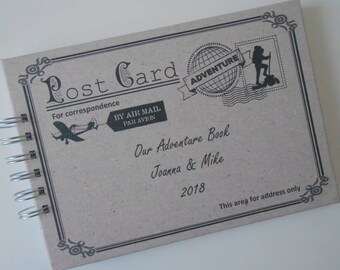 Post Card
ADVENTURE
For correspondence
BY AIR MAIL
PAR AVION
Our Adventure Book
Joanna & Mike
2018
This area for address only